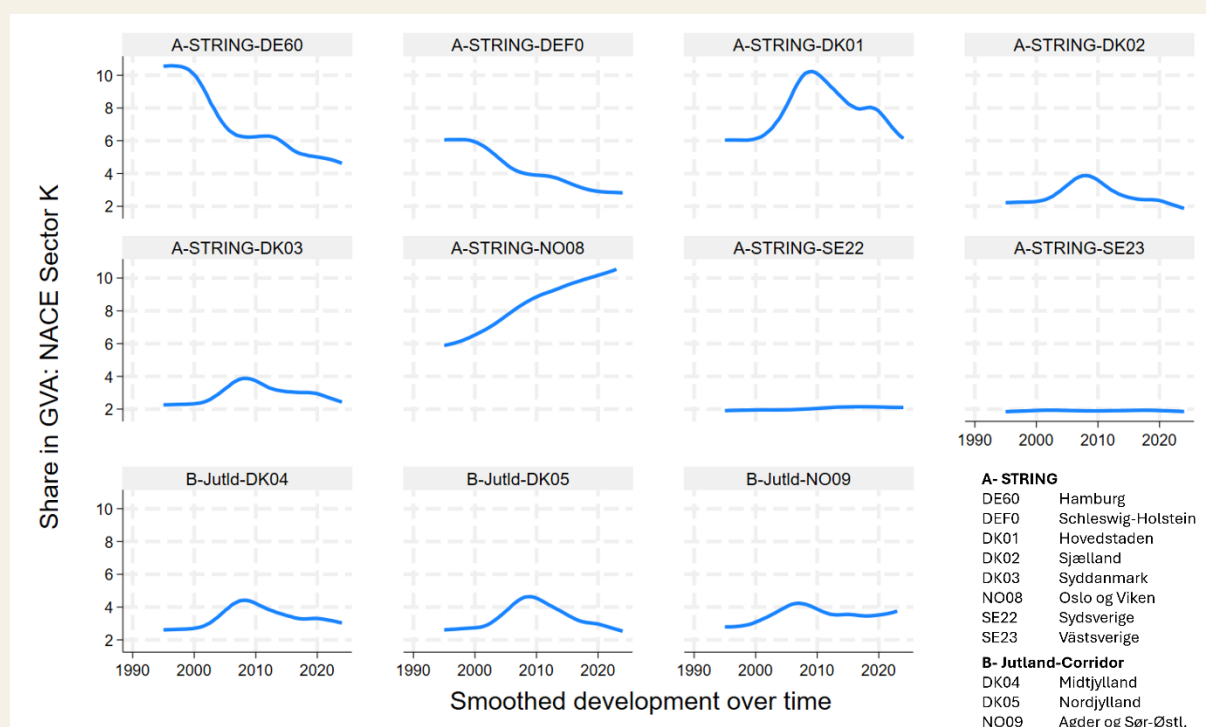 A-STRING-DE60 A-STRING-DEF0 A-STRING-DK01 A-STRING-DK02
10
8
6
4
2
A-STRING-DK03 A-STRING-NO08 A-STRING-SE22 A-STRING-SE23
10
8
6
4
2
1990 2000 2010 2020
B-Jutld-DK04 B-Jutld-DK05 B-Jutld-NO09
10
8
6
4
2
1990 2000 2010 2020 1990 2000 2010 2020 1990 2000 2010 2020
Share in GVA: NACE Sector K
Smoothed development over time
A- STRING
DE60 Hamburg
DEF0 Schleswig-Holstein
DK01 Hovedstaden
DK02 Sjælland
DK03 Syddanmark
NO08 Oslo og Viken
SE22 Sydsverige
SE23 Västsverige
B- Jutland-Corridor
DK04 Midtjylland
DK05 Nordjylland
NO09 Agder og Sør-Østl.